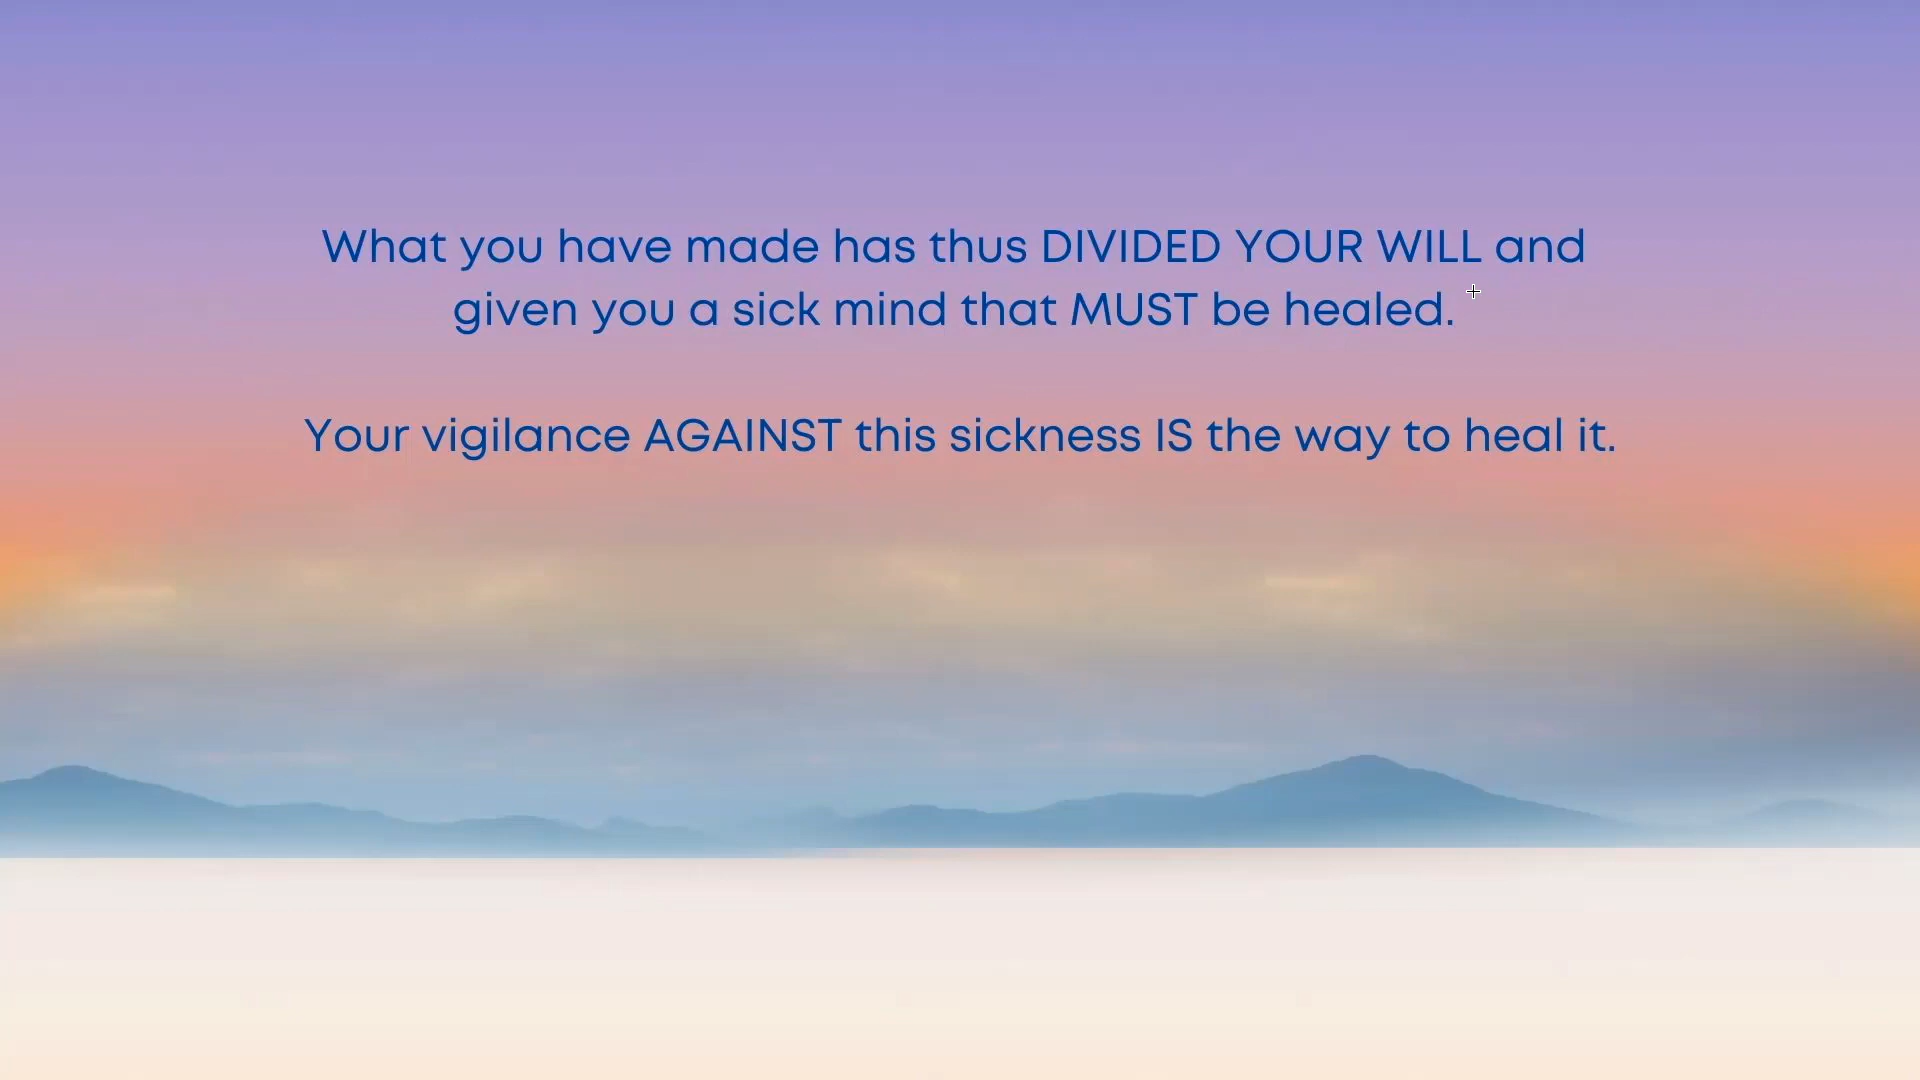 What you have made has thus DIVIDED YOUR WILL and
given you a sick mind that MUST be healed.
Your vigilance AGAINST this sickness IS the way to heal it.